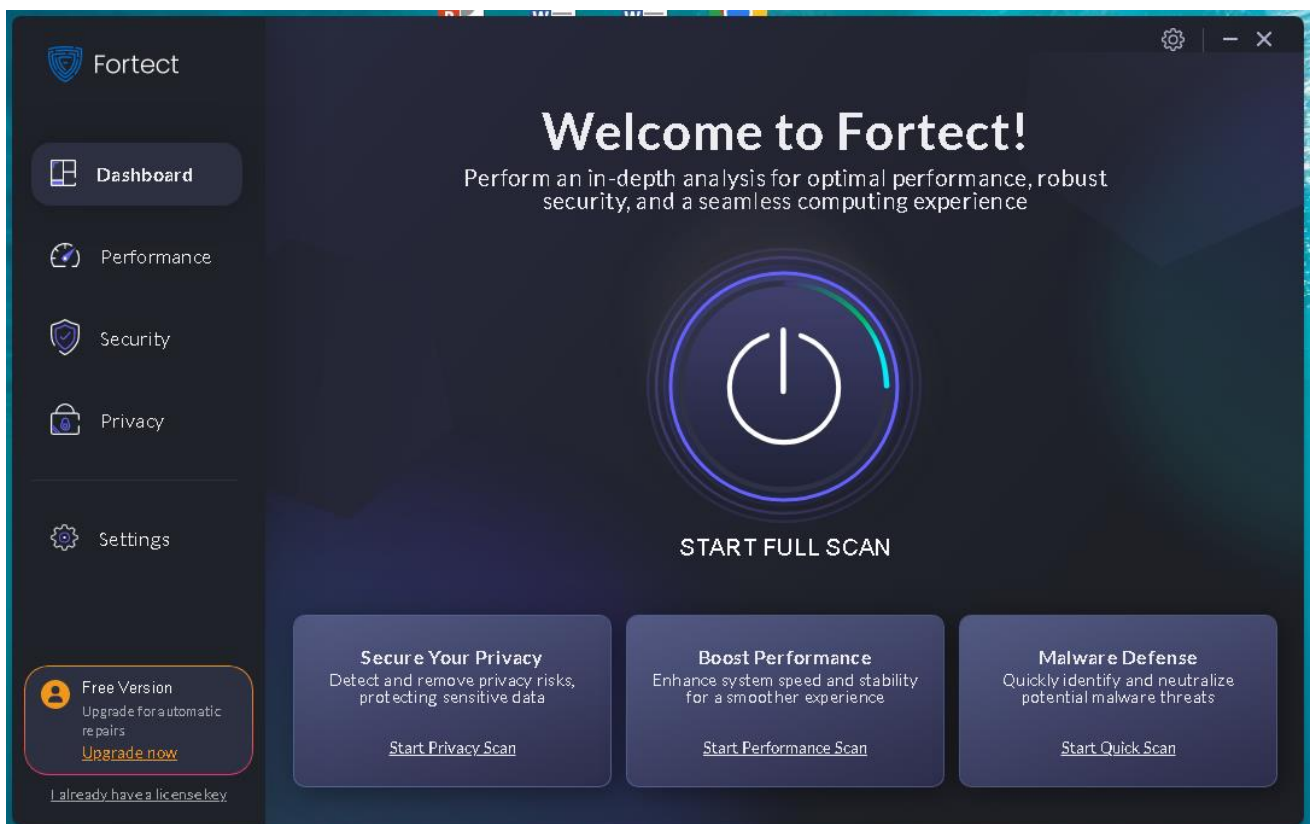 Fortect
Dashboard
Performance
Security
Privacy
Settings
Free Version
Upgrade for automatic
repairs
Upgrade now
I already have a license key
Welcome to Fortect!
Perform an in-depth analysis for optimal performance, robust
security, and a seamless computing experience
START FULL SCAN
Secure Your Privacy
Detect and remove privacy risks,
protecting sensitive data
Start Privacy Scan
Boost Performance
Enhance system speed and stability
for a smoother experience
Start Performance Scan
Malware Defense
Quickly identify and neutralize
potential malware threats
Start Quick Scan